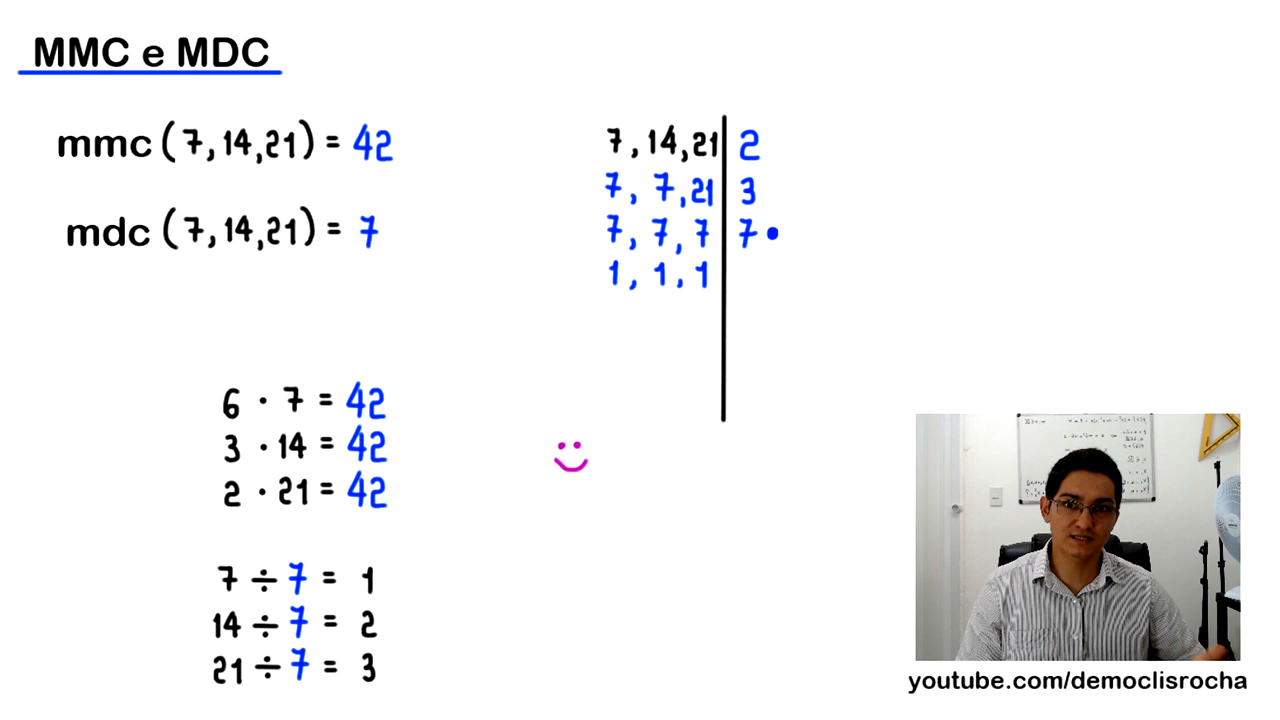 MMC e MDC
mmc (7,14,21) = 42
mdc (7,14,21) = 7
7, 14, 21 | 2
7, 7, 21 | 3
7, 7, 7 | 7 •
1, 1, 1
6 · 7 = 42
3 · 14 = 42
2 · 21 = 42
7 ÷ 7 = 1
14 ÷ 7 = 2
21 ÷ 7 = 3
youtube.com/democlisrocha